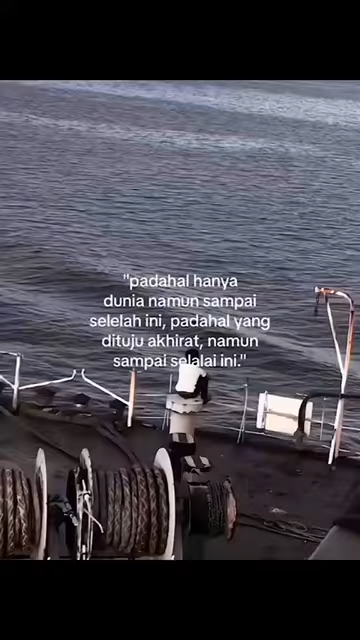 "padahal hanya
dunia namun sampai
selelah ini, padahal yang
dituju akhirat, namun
sampai selalai ini."